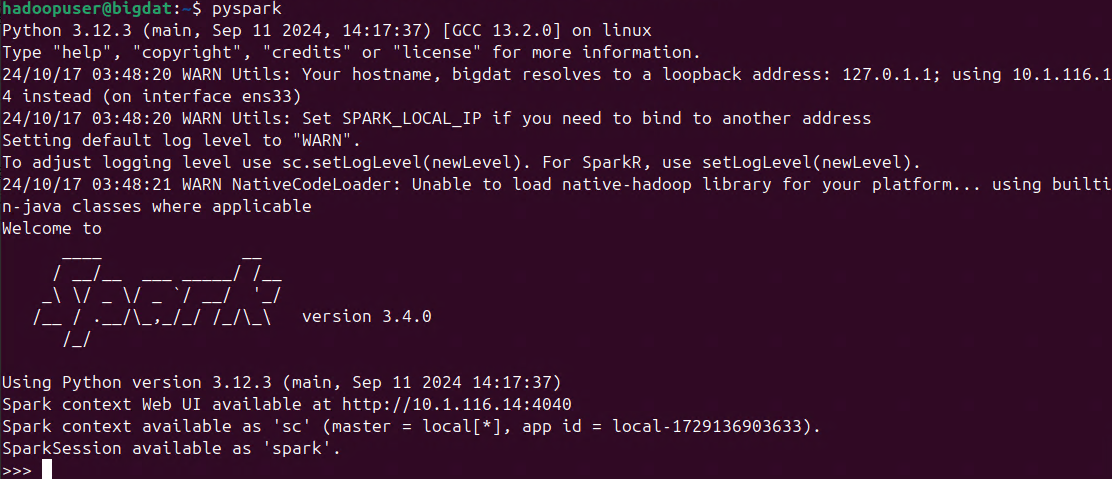 hadoopuser@bigdat:~$ pyspark
Python 3.12.3 (main, Sep 11 2024, 14:17:37) [GCC 13.2.0] on linux
Type "help", "copyright", "credits" or "license" for more information.
24/10/17 03:48:20 WARN Utils: Your hostname, bigdat resolves to a loopback address: 127.0.1.1; using 10.1.116.1
4 instead (on interface ens33)
24/10/17 03:48:20 WARN Utils: Set SPARK_LOCAL_IP if you need to bind to another address
Setting default log level to "WARN".
To adjust logging level use sc.setLogLevel(newLevel). For SparkR, use setLogLevel(newLevel).
24/10/17 03:48:21 WARN NativeCodeLoader: Unable to load native-hadoop library for your platform... using builti
n-java classes where applicable
Welcome to
      ____              __
     / __/__  ___ _____/ /__
    _\ \/ _ \/ _ `/ __/  '_/
   /__ / .__/\_,_/_/ /_/\_\   version 3.4.0
      /_/
Using Python version 3.12.3 (main, Sep 11 2024 14:17:37)
Spark context Web UI available at http://10.1.116.14:4040
Spark context available as 'sc' (master = local[*], app id = local-1729136903633).
SparkSession available as 'spark'.
>>>